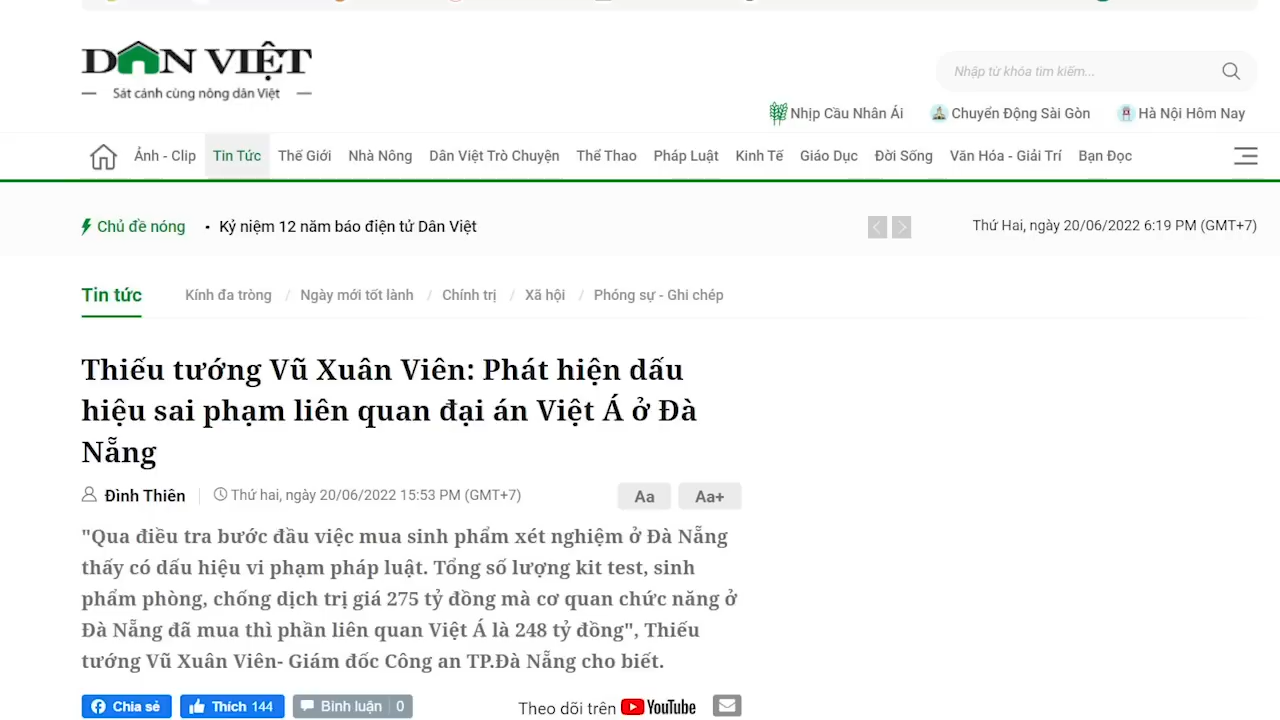 DÂN VIỆT
Sát cánh cùng nông dân Việt
Nhập từ khóa tìm kiếm...
Nhịp Cầu Nhân Ái Chuyển Động Sài Gòn Hà Nội Hôm Nay
Ảnh - Clip Tin Tức Thế Giới Nhà Nông Dân Việt Trò Chuyện Thể Thao Pháp Luật Kinh Tế Giáo Dục Đời Sống Văn Hóa - Giải Trí Bạn Đọc
Chủ đề nóng • Kỷ niệm 12 năm báo điện tử Dân Việt Thứ Hai, ngày 20/06/2022 6:19 PM (GMT+7)
Tin tức Kính đa tròng / Ngày mới tốt lành / Chính trị / Xã hội / Phóng sự - Ghi chép
Thiếu tướng Vũ Xuân Viên: Phát hiện dấu
hiệu sai phạm liên quan đại án Việt Á ở Đà
Nẵng
Đình Thiên Thứ hai, ngày 20/06/2022 15:53 PM (GMT+7) Aa Aa+
"Qua điều tra bước đầu việc mua sinh phẩm xét nghiệm ở Đà Nẵng
thấy có dấu hiệu vi phạm pháp luật. Tổng số lượng kit test, sinh
phẩm phòng, chống dịch trị giá 275 tỷ đồng mà cơ quan chức năng ở
Đà Nẵng đã mua thì phần liên quan Việt Á là 248 tỷ đồng", Thiếu
tướng Vũ Xuân Viên- Giám đốc Công an TP.Đà Nẵng cho biết.
Chia sẻ Thích 144 Bình luận 0 Theo dõi trên YouTube